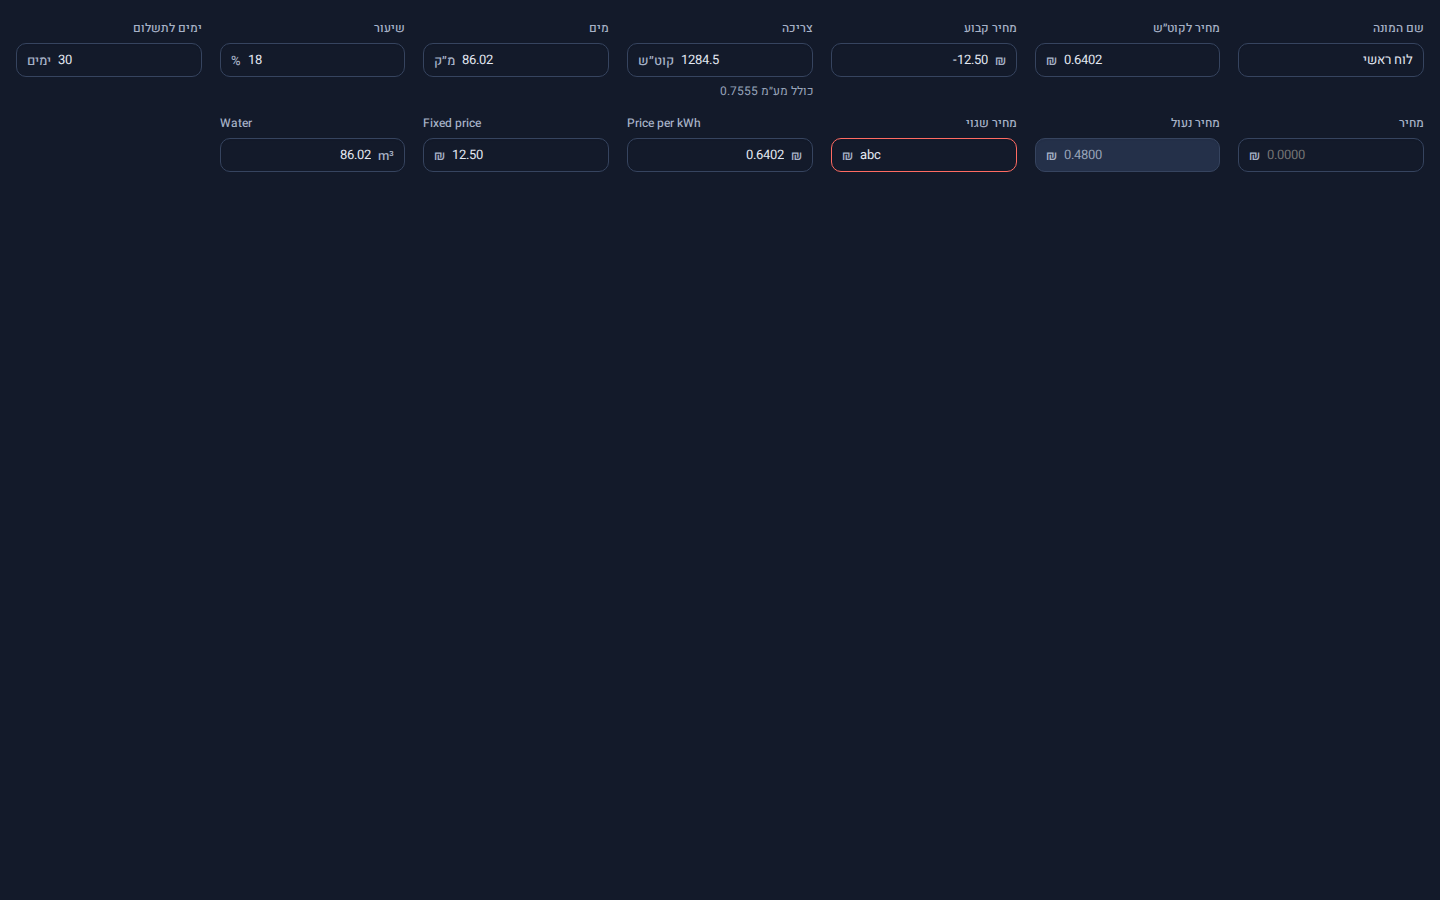 שם המונה
לוח ראשי
מחיר לקוט״ש
₪ 0.6402
מחיר קבוע
-12.50 ₪
צריכה
קוט״ש 1284.5
כולל מע״מ 0.7555
מים
מ״ק 86.02
שיעור
% 18
ימים לתשלום
ימים 30
מחיר
₪ 0.0000
מחיר נעול
₪ 0.4800
מחיר שגוי
₪ abc
Price per kWh
0.6402 ₪
Fixed price
₪ 12.50
Water
86.02 m³